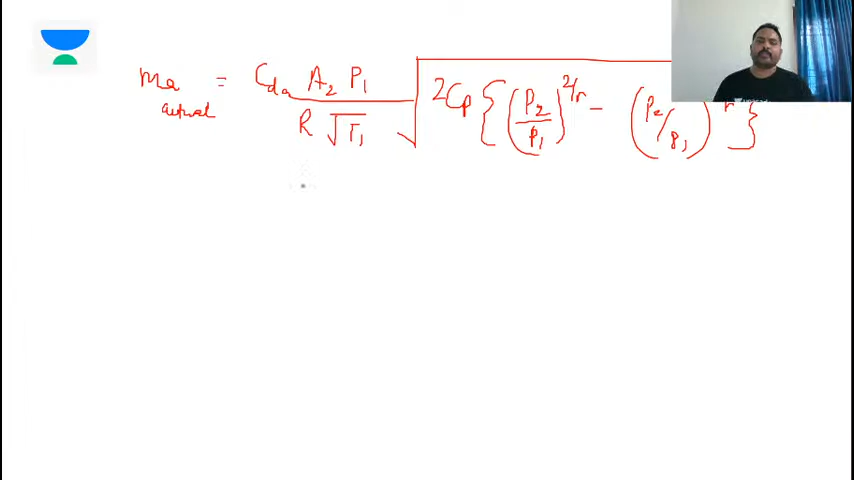 ma actual = Cda A2 P1 / R √T1 √ 2Cp { (P2/P1)^2/r − (P2/P1) r }